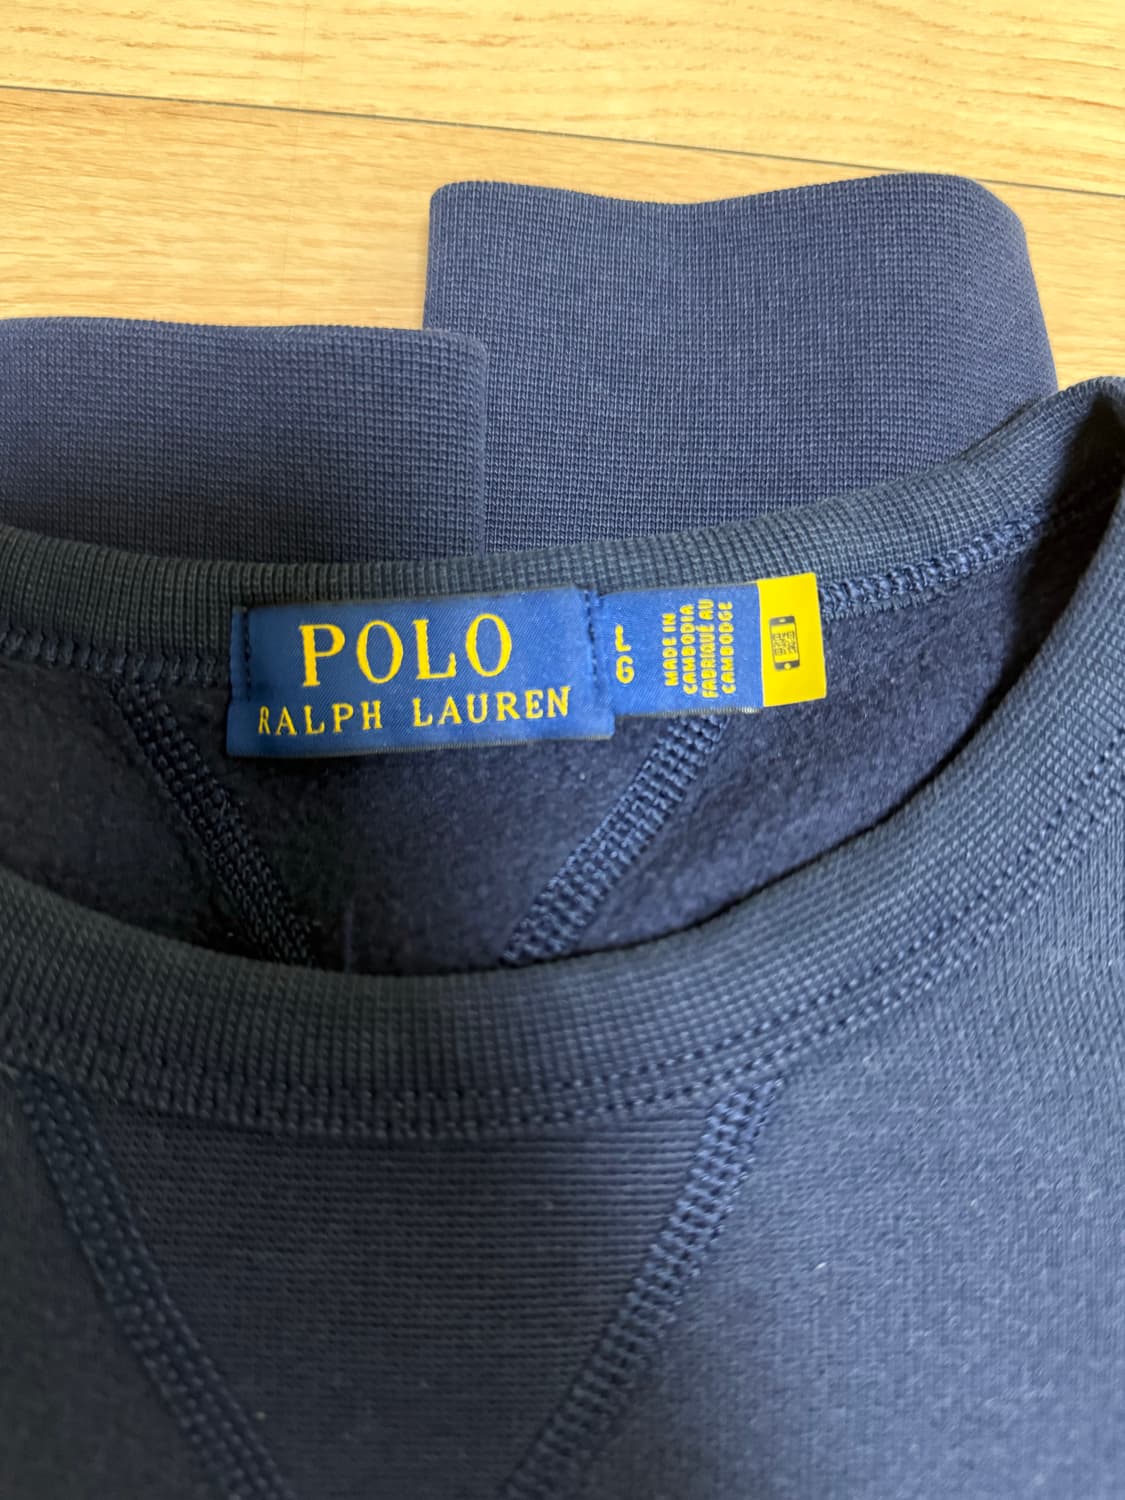 POLO
RALPH LAUREN
L
G
MADE IN
CAMBODIA
FABRIQUÉ AU
CAMBODGE